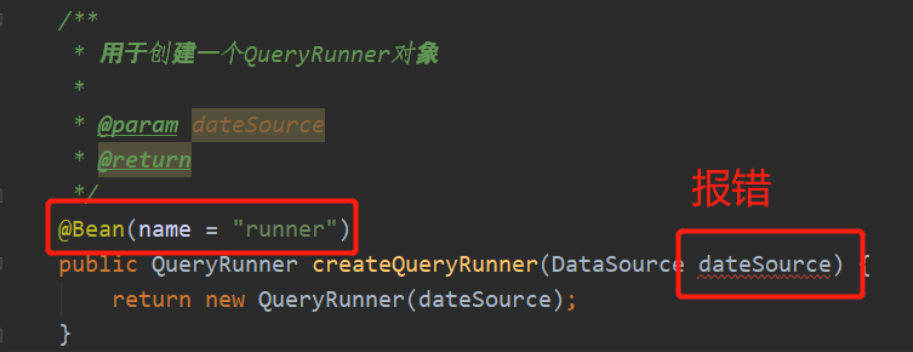 /**
* 用于创建一个QueryRunner对象
*
* @param dateSource
* @return
*/
报错
@Bean(name = "runner")
public QueryRunner createQueryRunner(DataSource dateSource) {
return new QueryRunner(dateSource);
}